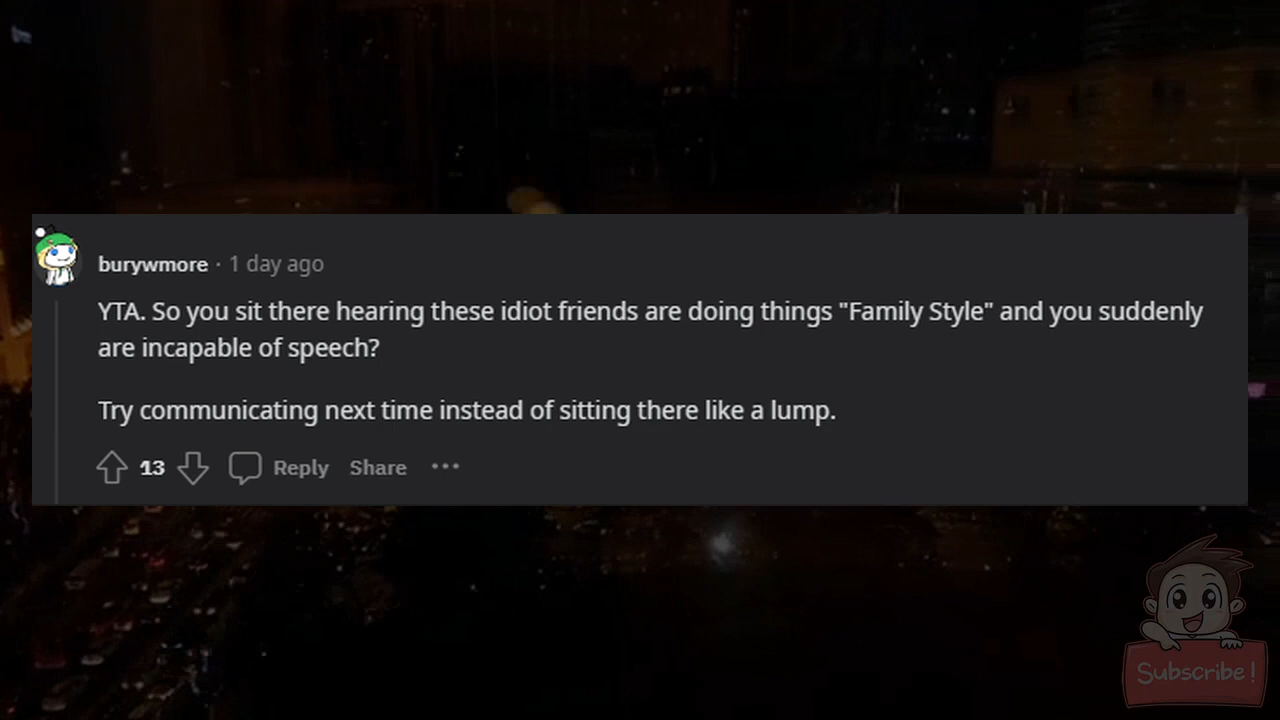 burywmore · 1 day ago
YTA. So you sit there hearing these idiot friends are doing things "Family Style" and you suddenly
are incapable of speech?
Try communicating next time instead of sitting there like a lump.
13 Reply Share ···
Subscribe!